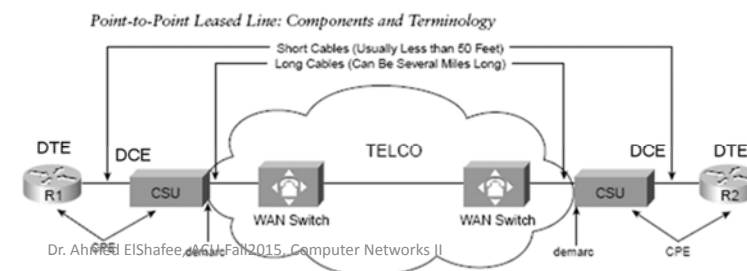 Point-to-Point Leased Line: Components and Terminology
Short Cables (Usually Less than 50 Feet)
Long Cables (Can Be Several Miles Long)
DTE
DCE
TELCO
DCE
DTE
R1
CSU
CSU
R2
WAN Switch
WAN Switch
CPE
demarc
demarc
CPE
Dr. Ahmed ElShafee, ACU Fall2015, Computer Networks II